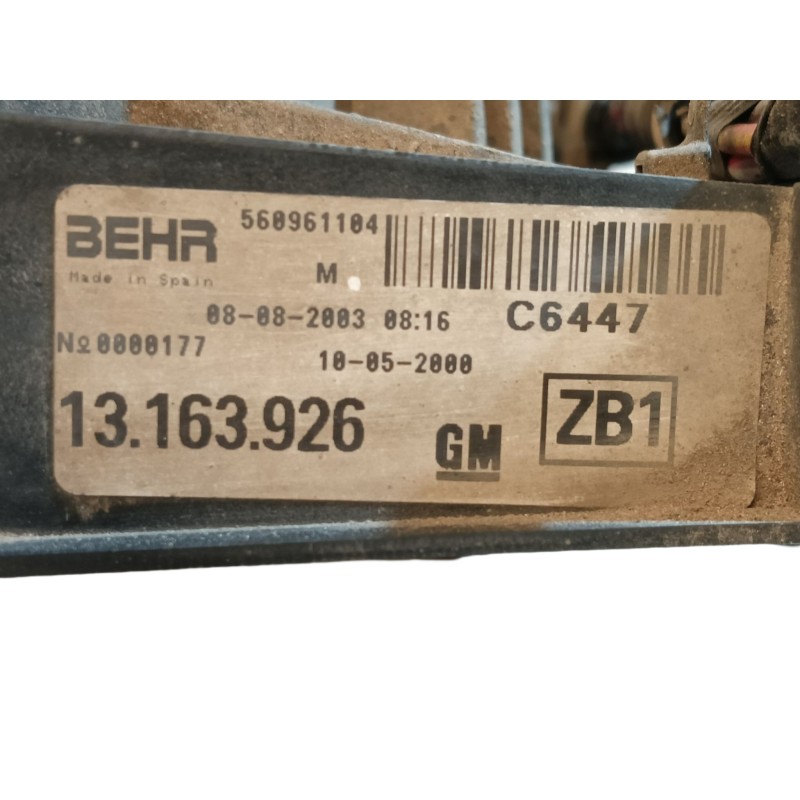 BEHR 560961104
Made in Spain M
08-08-2003 08:16 C6447
№0000177
10-05-2000
13.163.926 GM ZB1